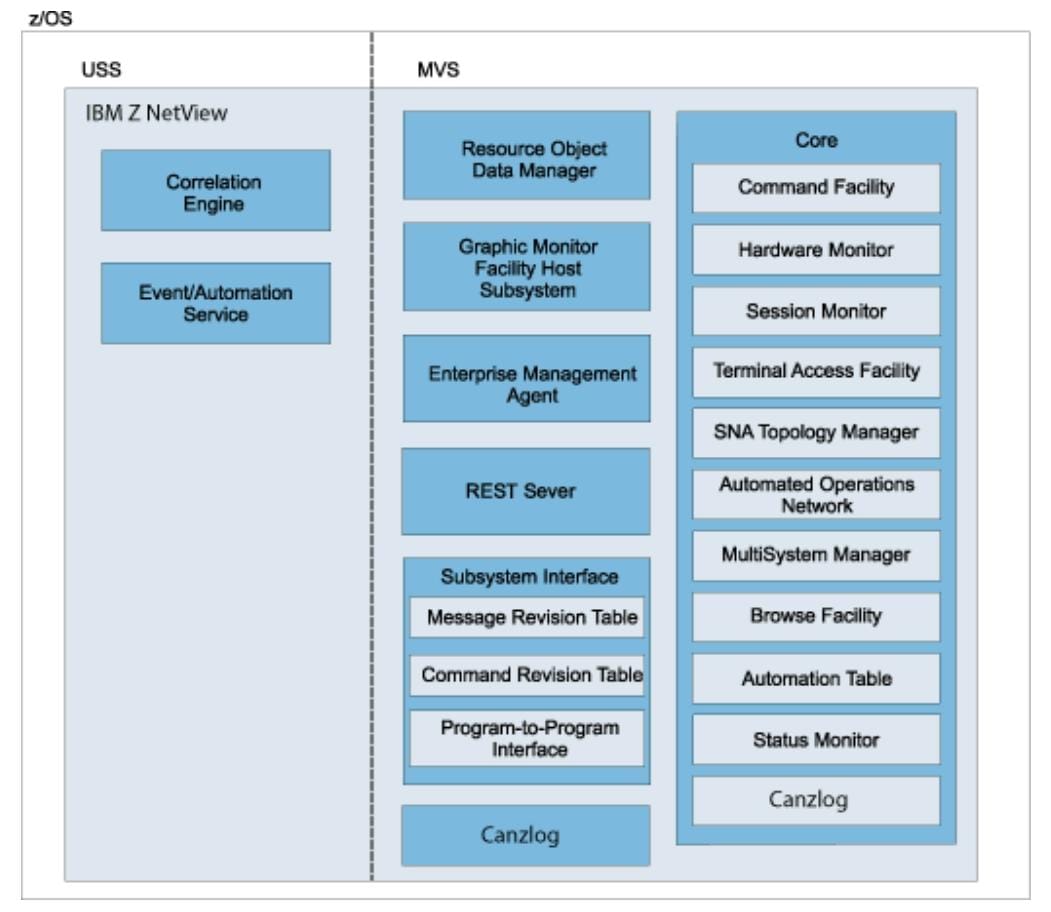 z/OS
USS
MVS
IBM Z NetView
Correlation
Engine
Event/Automation
Service
Resource Object
Data Manager
Graphic Monitor
Facility Host
Subsystem
Enterprise Management
Agent
REST Sever
Subsystem Interface
Message Revision Table
Command Revision Table
Program-to-Program
Interface
Canzlog
Core
Command Facility
Hardware Monitor
Session Monitor
Terminal Access Facility
SNA Topology Manager
Automated Operations
Network
MultiSystem Manager
Browse Facility
Automation Table
Status Monitor
Canzlog